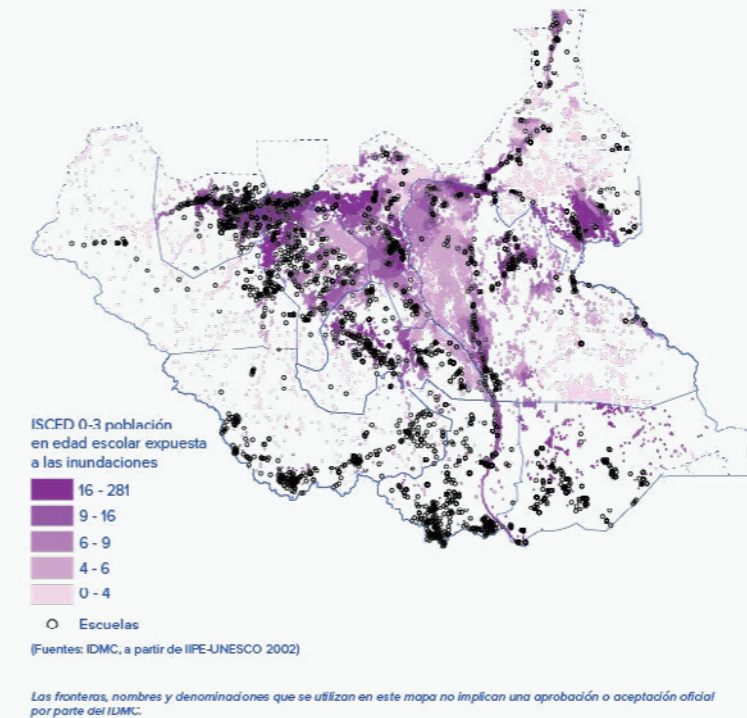 ISCED 0-3 población
en edad escolar expuesta
a las inundaciones
16 - 281
9 - 16
6 - 9
4 - 6
0 - 4
Escuelas
(Fuentes: IDMC, a partir de IIPE-UNESCO 2002)
Las fronteras, nombres y denominaciones que se utilizan en este mapa no implican una aprobación o aceptación oficial
por parte del IDMC.